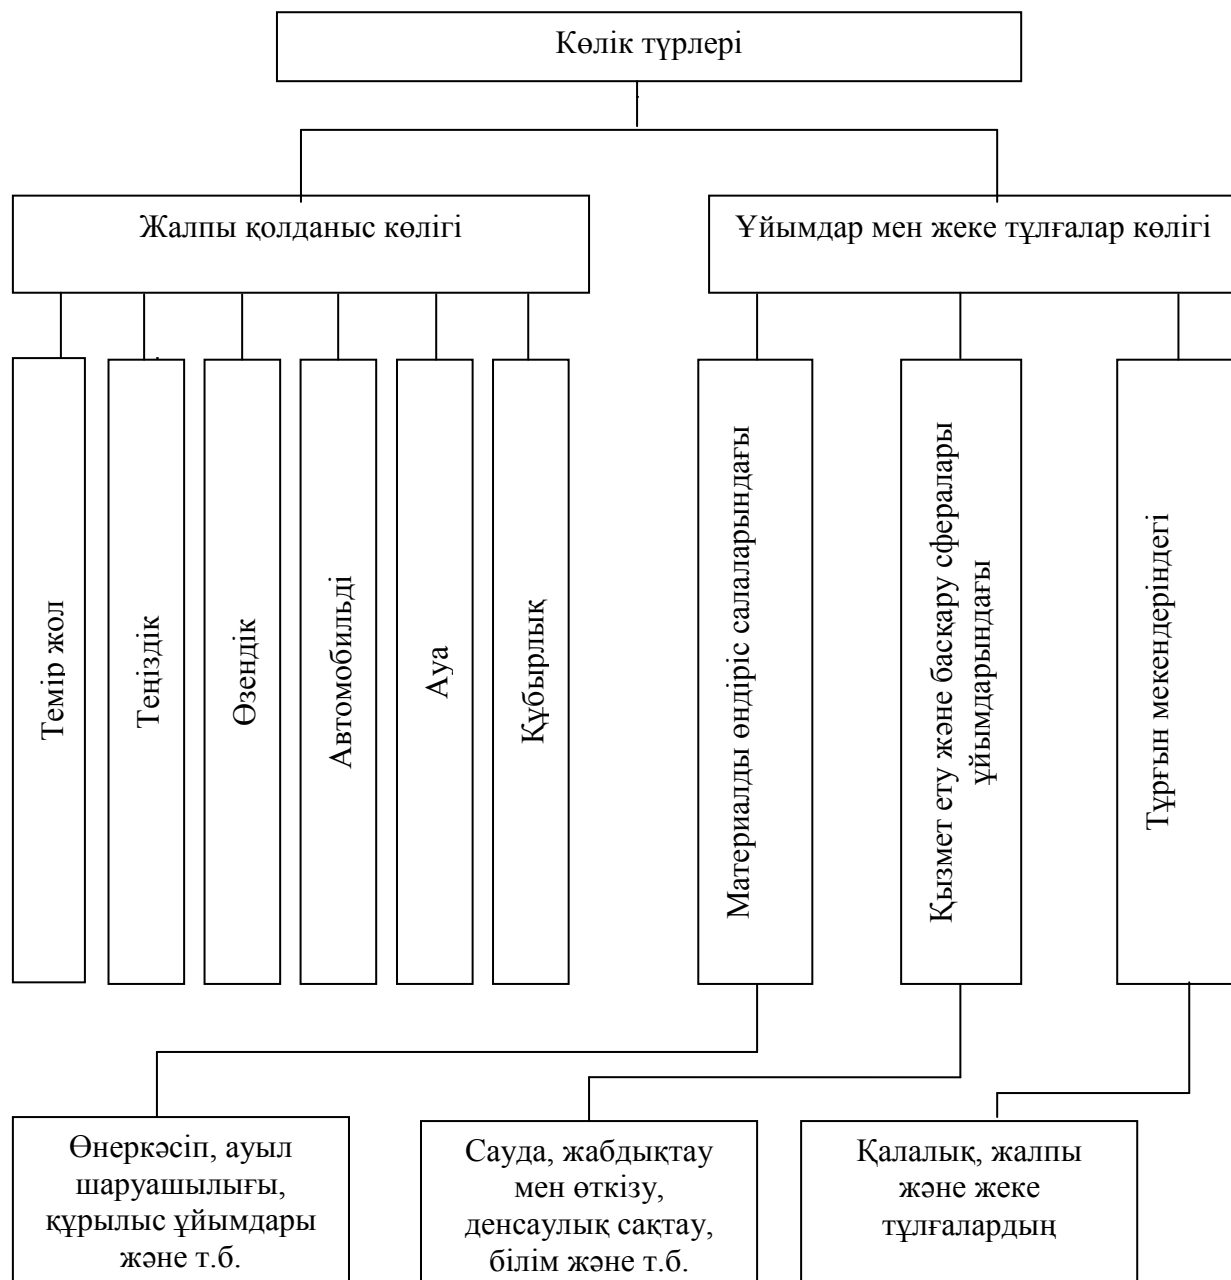 Көлік түрлері
Жалпы қолданыс көлігі
Ұйымдар мен жеке тұлғалар көлігі
Темір жол
Теңіздік
Өзендік
Автомобильді
Ауа
Құбырлық
Материалды өндіріс салаларындағы
Қызмет ету және басқару сфералары
ұйымдарындағы
Тұрғын мекендеріндегі
Өнеркәсіп, ауыл
шаруашылығы,
құрылыс ұйымдары
және т.б.
Сауда, жабдықтау
мен өткізу,
денсаулық сақтау,
білім және т.б.
Қалалық, жалпы
және жеке
тұлғалардың